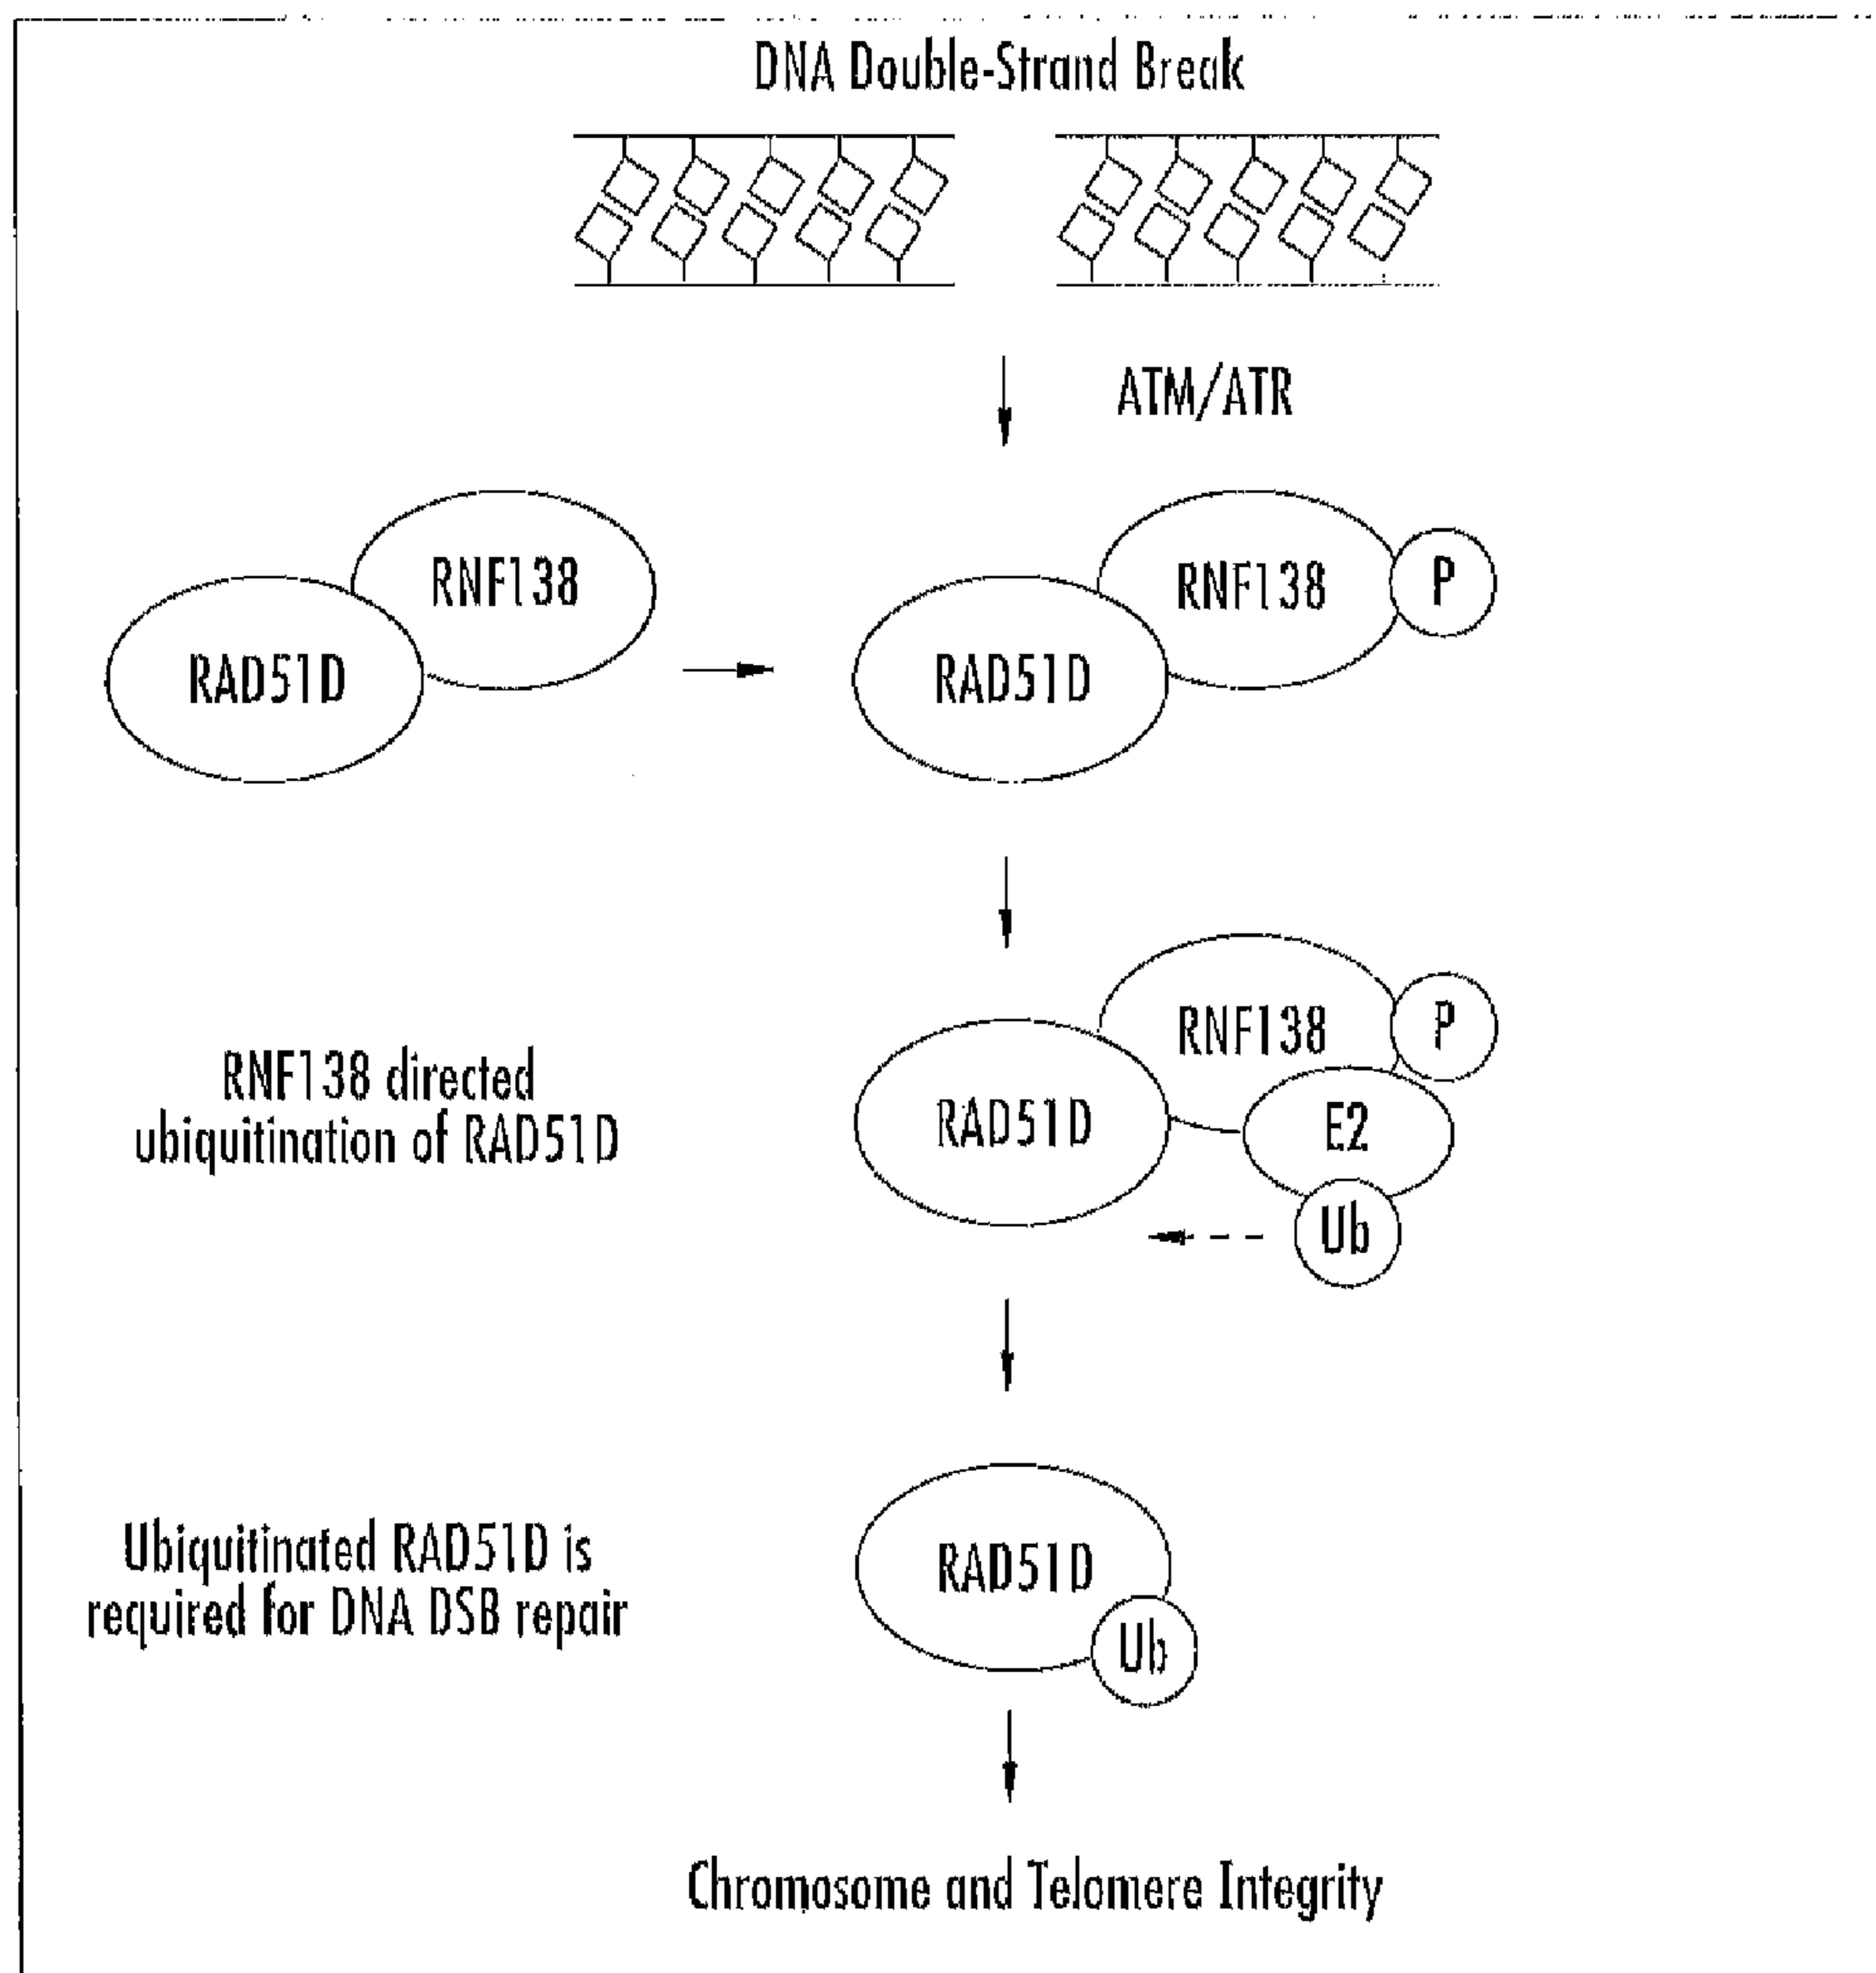 DNA Double-Strand Break
ATM/ATR
RNF138
RAD51D
RNF138
P
RAD51D
RNF138 directed
ubiquitination of RAD51D
RNF138
P
RAD51D
E2
Ub
Ubiquitinated RAD51D is
required for DNA DSB repair
RAD51D
Ub
Chromosome and Telomere Integrity